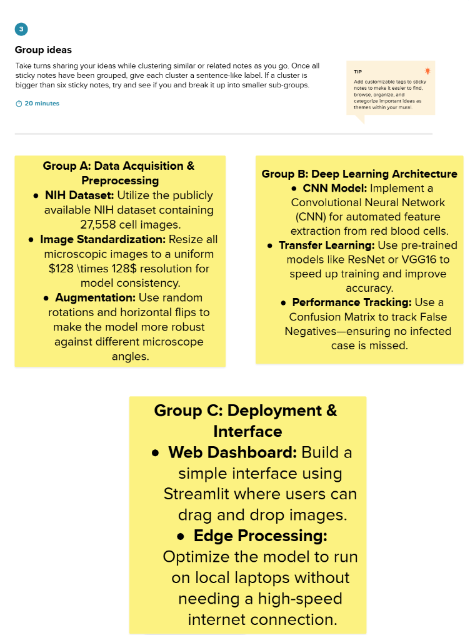 3
Group ideas
Take turns sharing your ideas while clustering similar or related notes as you go. Once all
sticky notes have been grouped, give each cluster a sentence-like label. If a cluster is
bigger than six sticky notes, try and see if you and break it up into smaller sub-groups.
20 minutes
TIP
Add customizable tags to sticky
notes to make it easier to find,
browse, organize, and
categorize important ideas as
themes within your mural.
Group A: Data Acquisition &
Preprocessing
● NIH Dataset: Utilize the publicly
available NIH dataset containing
27,558 cell images.
● Image Standardization: Resize all
microscopic images to a uniform
$128 \times 128$ resolution for
model consistency.
● Augmentation: Use random
rotations and horizontal flips to
make the model more robust
against different microscope
angles.
Group B: Deep Learning Architecture
● CNN Model: Implement a
Convolutional Neural Network
(CNN) for automated feature
extraction from red blood cells.
● Transfer Learning: Use pre-trained
models like ResNet or VGG16 to
speed up training and improve
accuracy.
● Performance Tracking: Use a
Confusion Matrix to track False
Negatives—ensuring no infected
case is missed.
Group C: Deployment &
Interface
● Web Dashboard: Build a
simple interface using
Streamlit where users can
drag and drop images.
● Edge Processing:
Optimize the model to run
on local laptops without
needing a high-speed
internet connection.